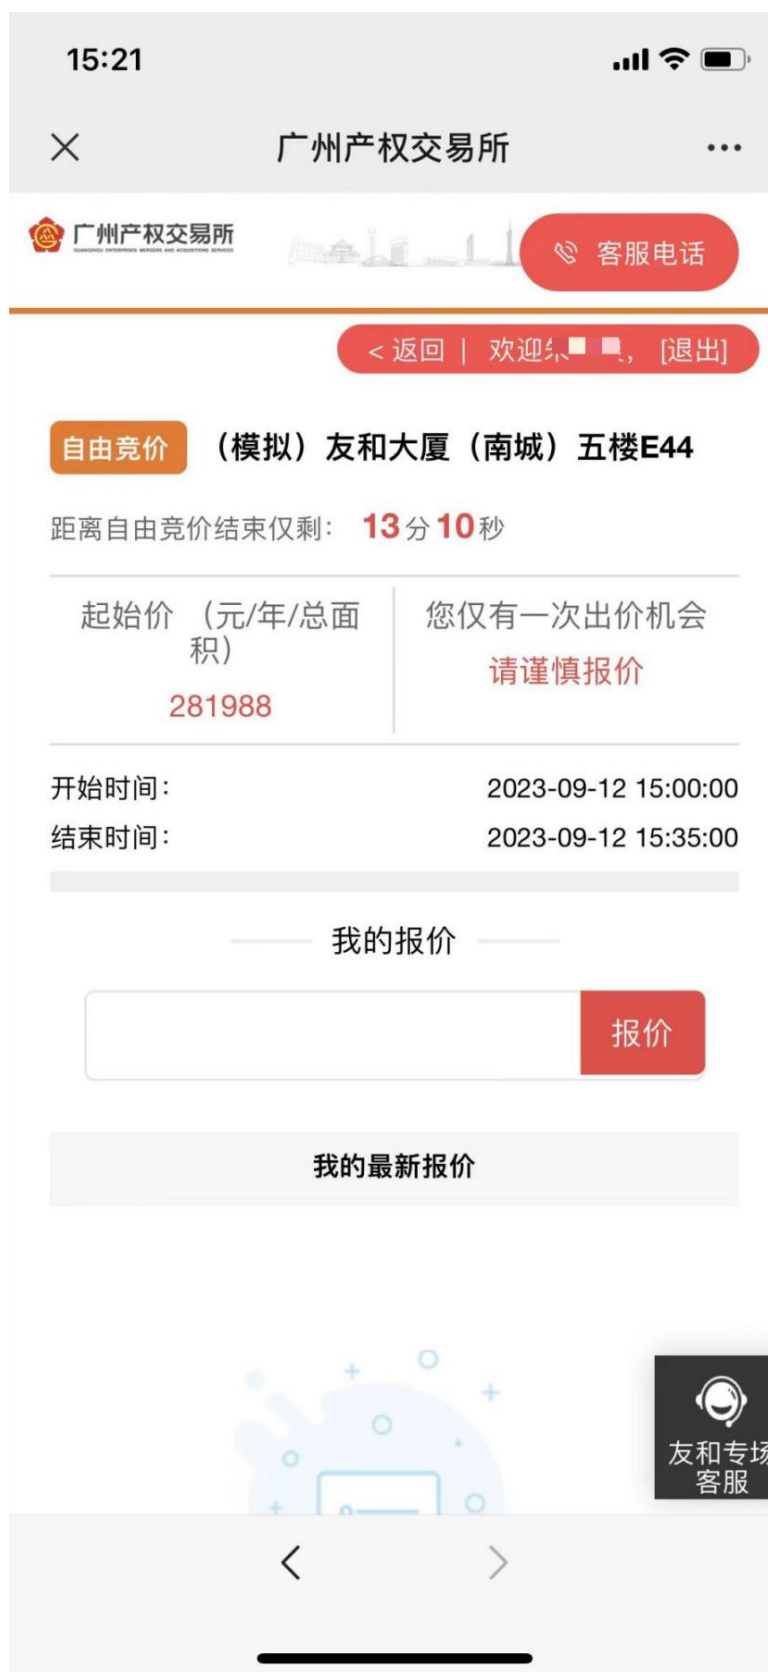 15:21
广州产权交易所
广州产权交易所
GUANGZHOU ENTERPRISES MERGERS AND ACQUISITIONS SERVICES
客服电话
< 返回 | 欢迎 , [退出]
自由竞价 （模拟）友和大厦（南城）五楼E44
距离自由竞价结束仅剩： 13分10秒
起始价 （元/年/总面
积）
281988
您仅有一次出价机会
请谨慎报价
开始时间： 2023-09-12 15:00:00
结束时间： 2023-09-12 15:35:00
我的报价
报价
我的最新报价
友和专场
客服